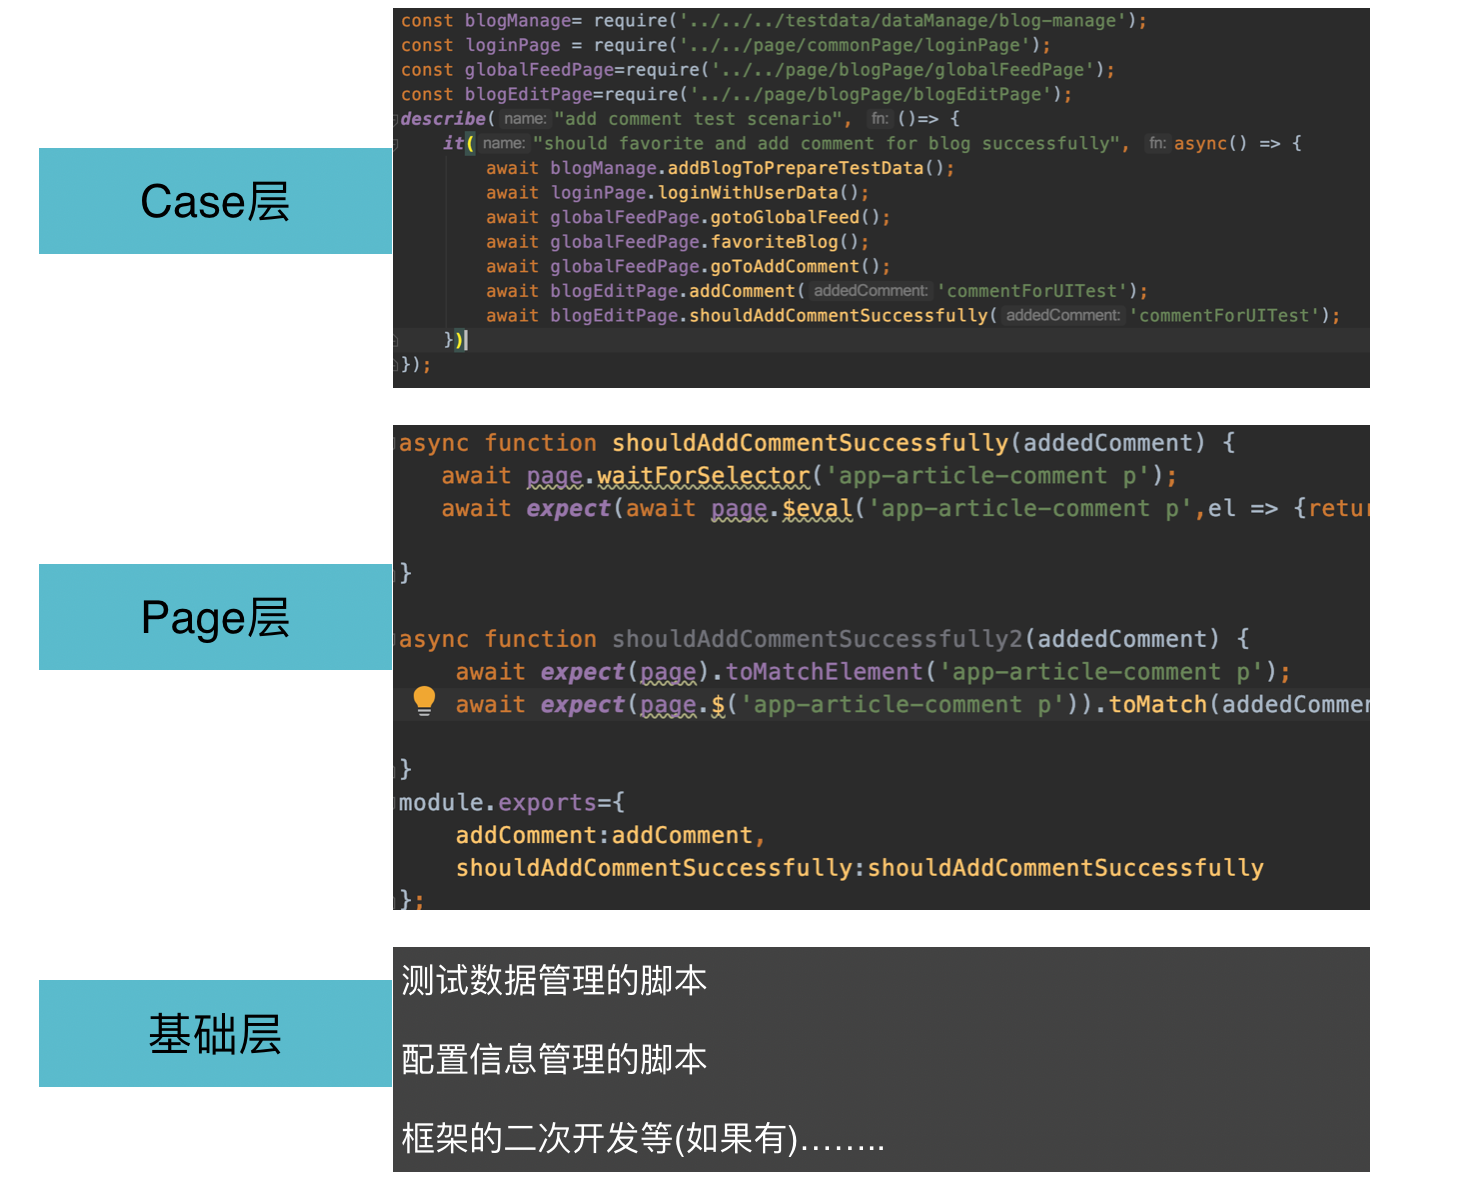 Case层
const blogManage= require('../../../testdata/dataManage/blog-manage');
const loginPage = require('../../page/commonPage/loginPage');
const globalFeedPage=require('../../page/blogPage/globalFeedPage');
const blogEditPage=require('../../page/blogPage/blogEditPage');
describe( name: "add comment test scenario", fn: ()=> {
it( name: "should favorite and add comment for blog successfully", fn: async() => {
await blogManage.addBlogToPrepareTestData();
await loginPage.loginWithUserData();
await globalFeedPage.gotoGlobalFeed();
await globalFeedPage.favoriteBlog();
await globalFeedPage.goToAddComment();
await blogEditPage.addComment( addedComment: 'commentForUITest');
await blogEditPage.shouldAddCommentSuccessfully( addedComment: 'commentForUITest');
})
});
Page层
async function shouldAddCommentSuccessfully(addedComment) {
await page.waitForSelector('app-article-comment p');
await expect(await page.$eval('app-article-comment p',el => {retur
}
async function shouldAddCommentSuccessfully2(addedComment) {
await expect(page).toMatchElement('app-article-comment p');
await expect(page.$('app-article-comment p')).toMatch(addedCommen
}
module.exports={
addComment:addComment,
shouldAddCommentSuccessfully:shouldAddCommentSuccessfully
};
基础层
测试数据管理的脚本
配置信息管理的脚本
框架的二次开发等(如果有)……..